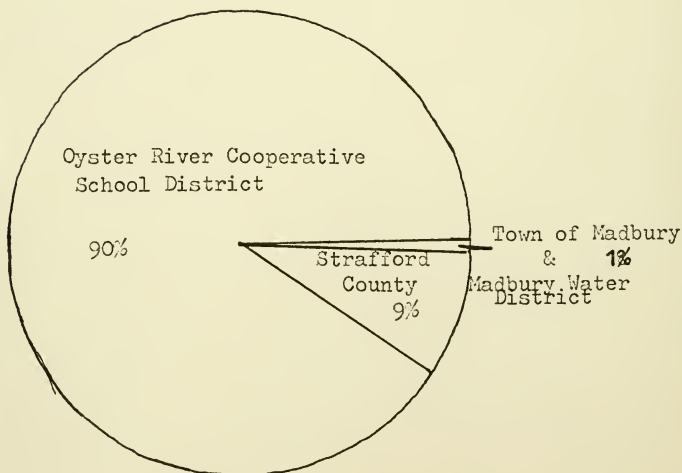 Oyster River Cooperative
School District
90%
Strafford
County
9%
Town of Madbury
& 1%
Madbury Water
District